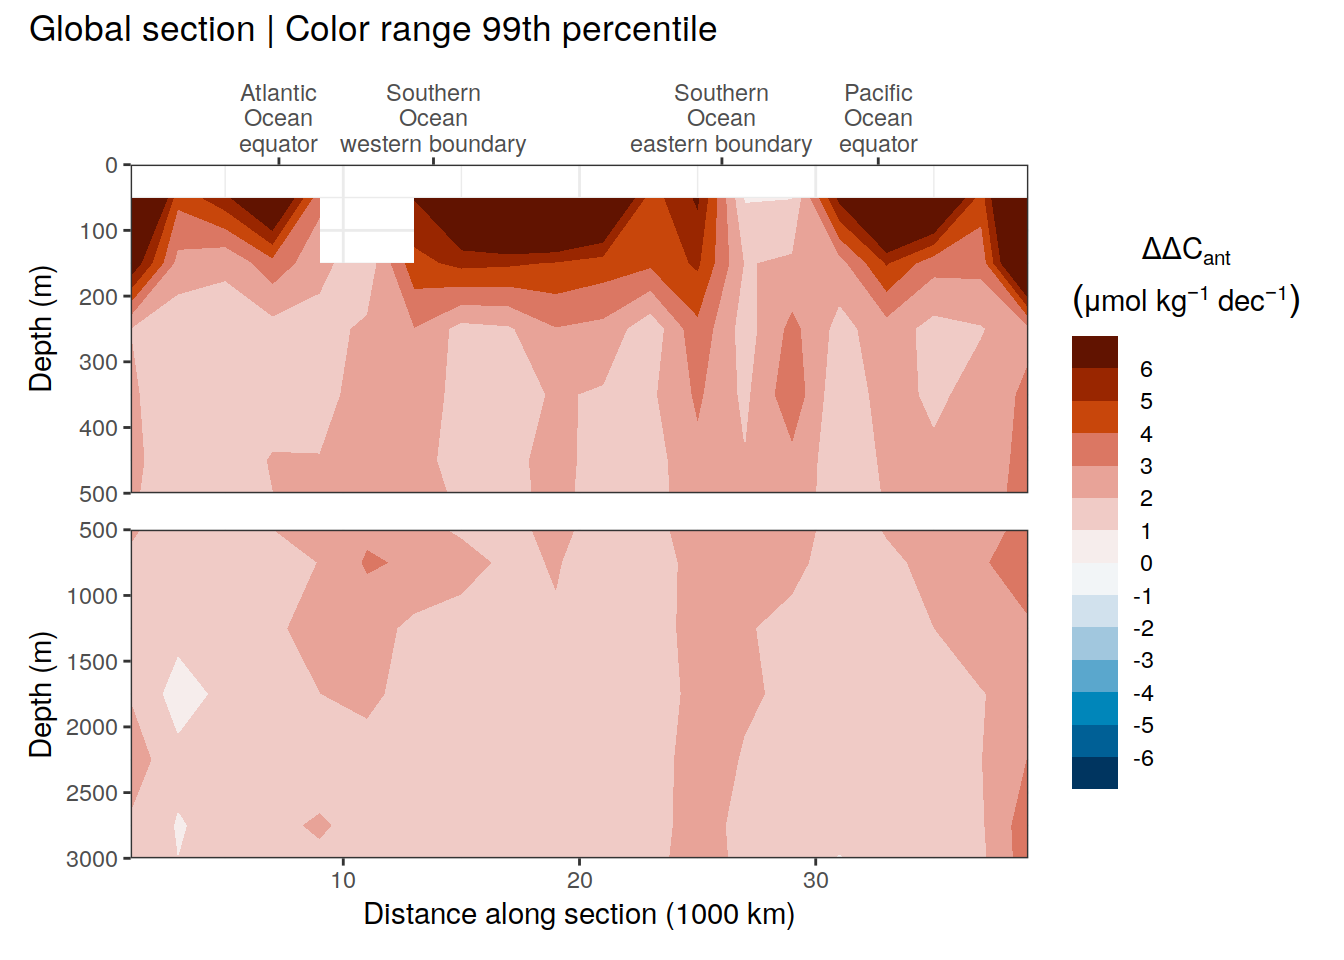 Global section | Color range 99th percentile
Atlantic Ocean equator
Southern Ocean western boundary
Southern Ocean eastern boundary
Pacific Ocean equator
Depth (m)
0
100
200
300
400
500
Depth (m)
500
1000
1500
2000
2500
3000
10
20
30
Distance along section (1000 km)
ΔΔCant
(μmol kg⁻¹ dec⁻¹)
6
5
4
3
2
1
0
-1
-2
-3
-4
-5
-6